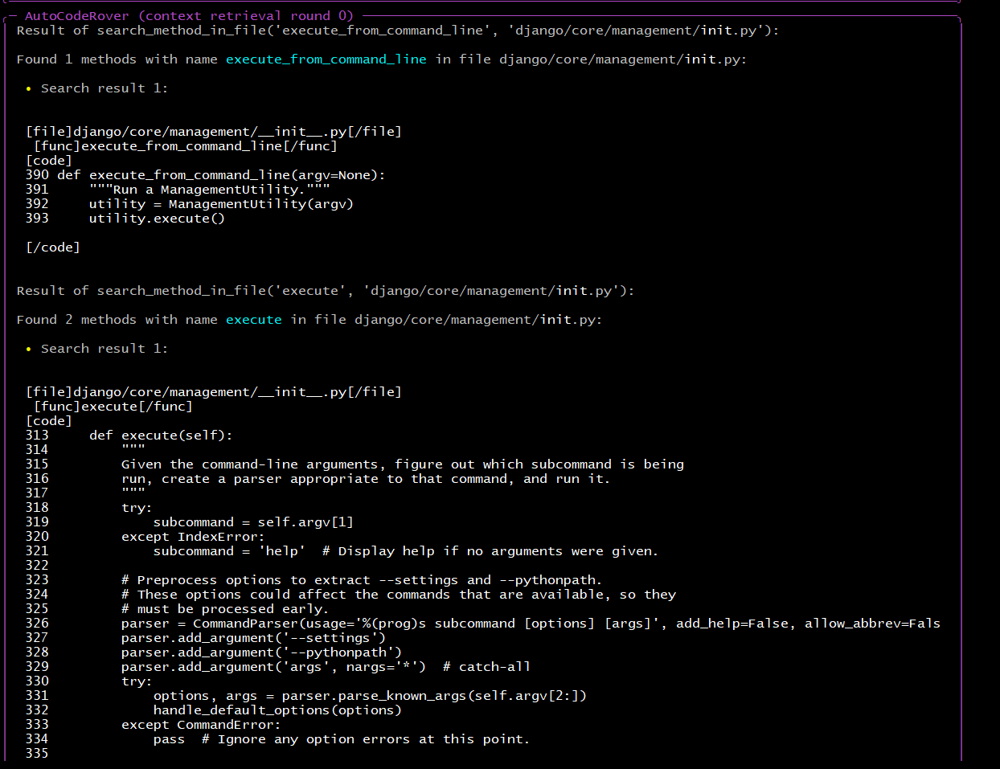 AutoCodeRover (context retrieval round 0)
Result of search_method_in_file('execute_from_command_line', 'django/core/management/init.py'):
Found 1 methods with name execute_from_command_line in file django/core/management/init.py:
• Search result 1:
[file]django/core/management/__init__.py[/file]
[func]execute_from_command_line[/func]
[code]
390 def execute_from_command_line(argv=None):
391     """Run a ManagementUtility."""
392     utility = ManagementUtility(argv)
393     utility.execute()
[/code]
Result of search_method_in_file('execute', 'django/core/management/init.py'):
Found 2 methods with name execute in file django/core/management/init.py:
• Search result 1:
[file]django/core/management/__init__.py[/file]
[func]execute[/func]
[code]
313     def execute(self):
314         """
315         Given the command-line arguments, figure out which subcommand is being
316         run, create a parser appropriate to that command, and run it.
317         """
318         try:
319             subcommand = self.argv[1]
320         except IndexError:
321             subcommand = 'help'  # Display help if no arguments were given.
322
323         # Preprocess options to extract --settings and --pythonpath.
324         # These options could affect the commands that are available, so they
325         # must be processed early.
326         parser = CommandParser(usage='%(prog)s subcommand [options] [args]', add_help=False, allow_abbrev=Fals
327         parser.add_argument('--settings')
328         parser.add_argument('--pythonpath')
329         parser.add_argument('args', nargs='*')  # catch-all
330         try:
331             options, args = parser.parse_known_args(self.argv[2:])
332             handle_default_options(options)
333         except CommandError:
334             pass  # Ignore any option errors at this point.
335